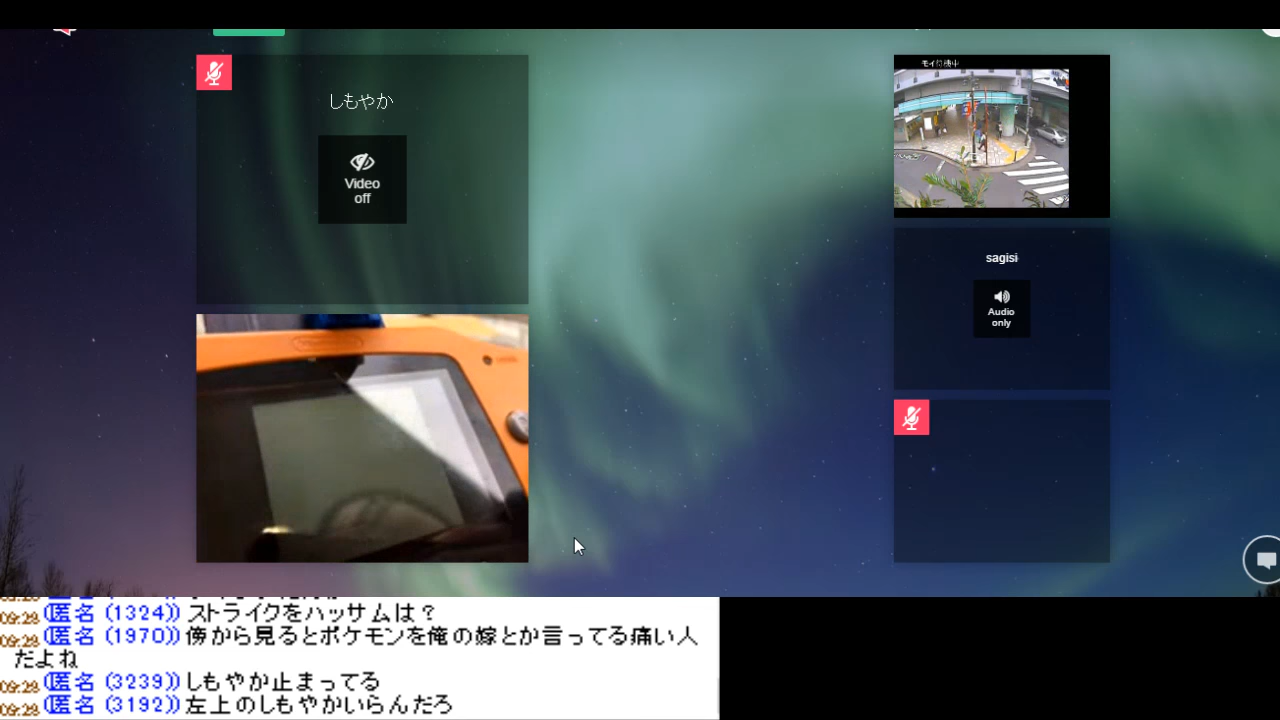 モイ待機中
しもやか
Video
off
sagisi
Audio
only
09:28 (匿名 (1324)) ストライクをハッサムは？
09:28 (匿名 (1970)) 傍から見るとポケモンを俺の嫁とか言ってる痛い人
だよね
09:28 (匿名 (3239)) しもやか止まってる
09:28 (匿名 (3192)) 左上のしもやかいらんだろ